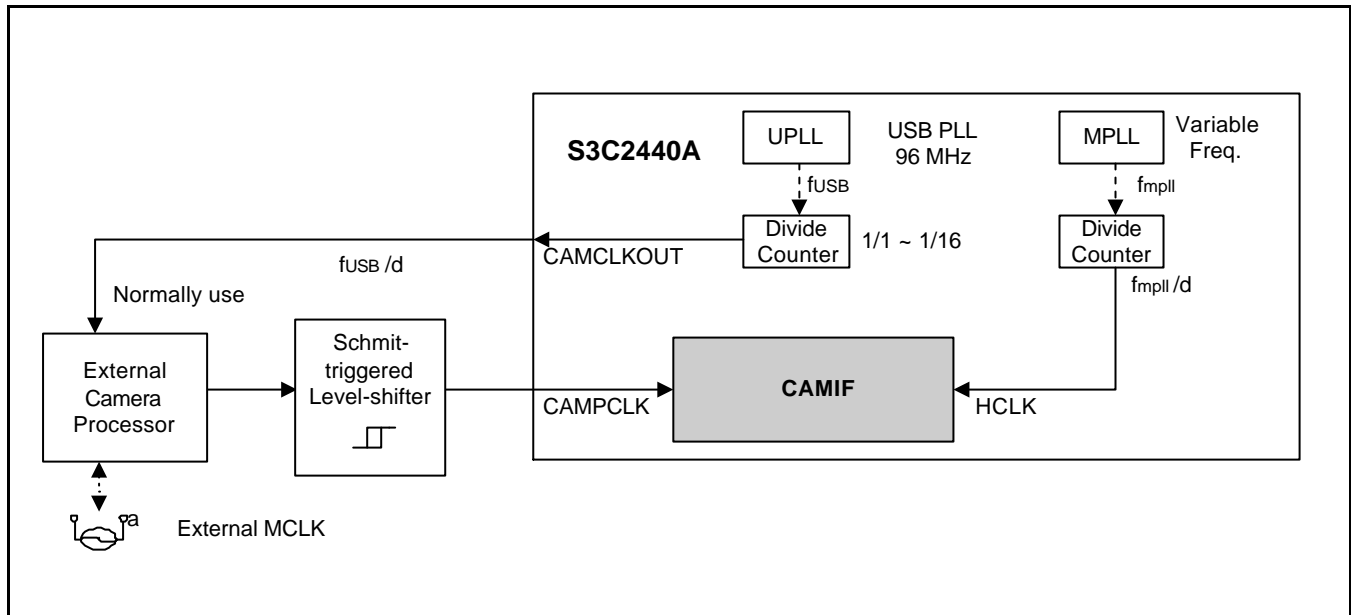 S3C2440A
UPLL
USB PLL
96 MHz
MPLL
Variable
Freq.
fUSB
fmpll
Divide
Counter
1/1 ~ 1/16
Divide
Counter
CAMCLKOUT
fUSB /d
fmpll /d
Normally use
External
Camera
Processor
Schmit-
triggered
Level-shifter
CAMPCLK
CAMIF
HCLK
a
External MCLK